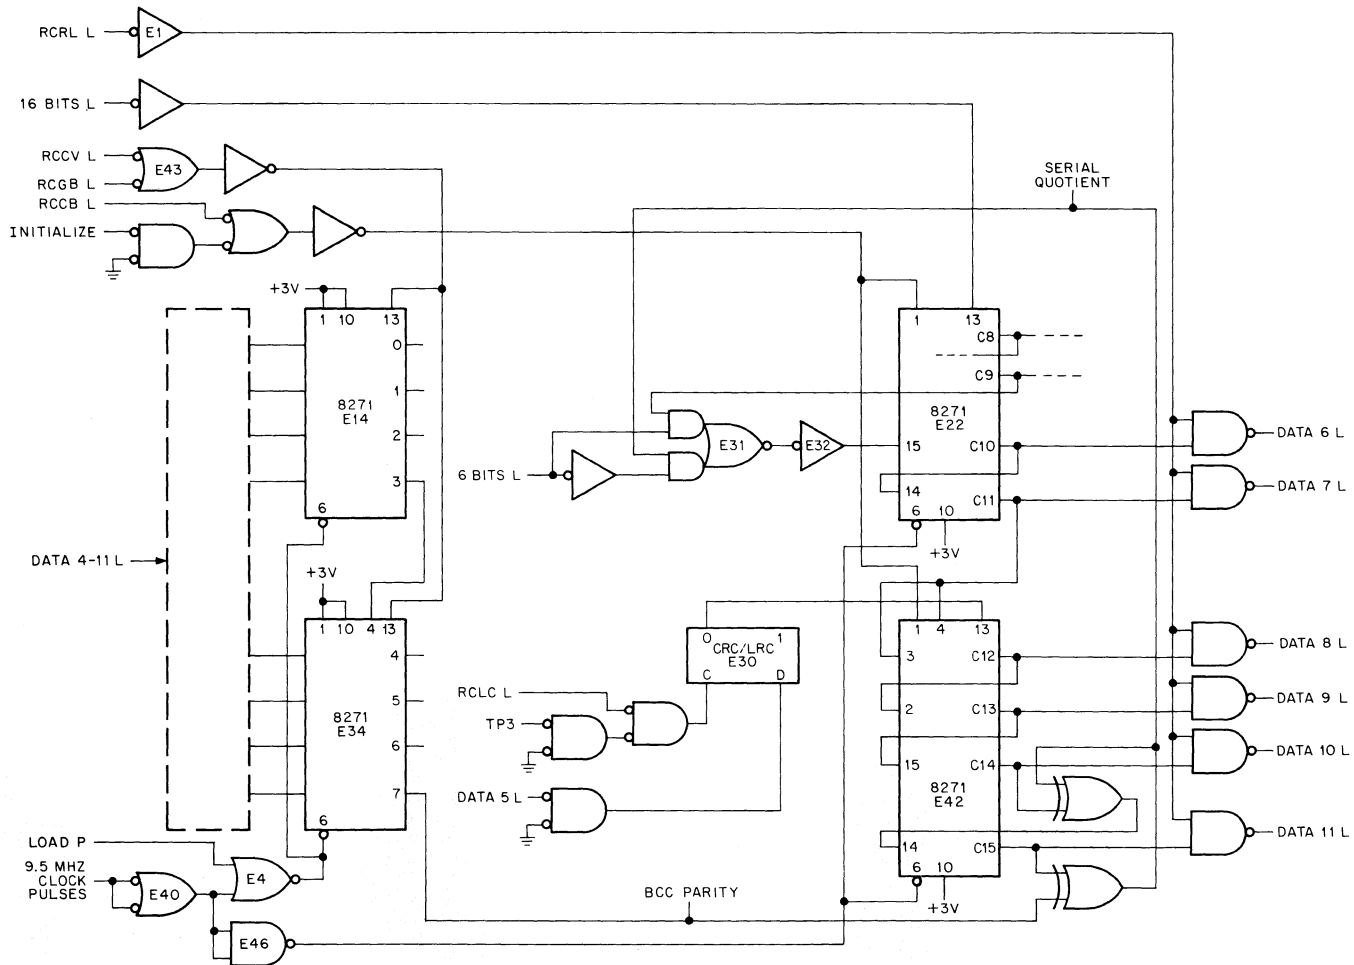 RCRL L
E1
16 BITS L
RCCV L
E43
RCGB L
RCCB L
INITIALIZE
SERIAL
QUOTIENT
+3V
1 10 13
0
1
8271
E14
2
3
6
1 13
C8
C9
8271
E22
15
C10
14
C11
6 10
+3V
E31
E32
6 BITS L
DATA 6 L
DATA 7 L
DATA 4-11 L
+3V
1 10 4 13
4
5
8271
E34
6
7
6
0 1
CRC/LRC
E30
C D
RCLC L
TP3
DATA 5 L
1 4 13
3
C12
2
C13
15
C14
8271
E42
14
C15
6 10
+3V
DATA 8 L
DATA 9 L
DATA 10 L
DATA 11 L
LOAD P
9.5 MHZ
CLOCK
PULSES
E40
E4
E46
BCC PARITY